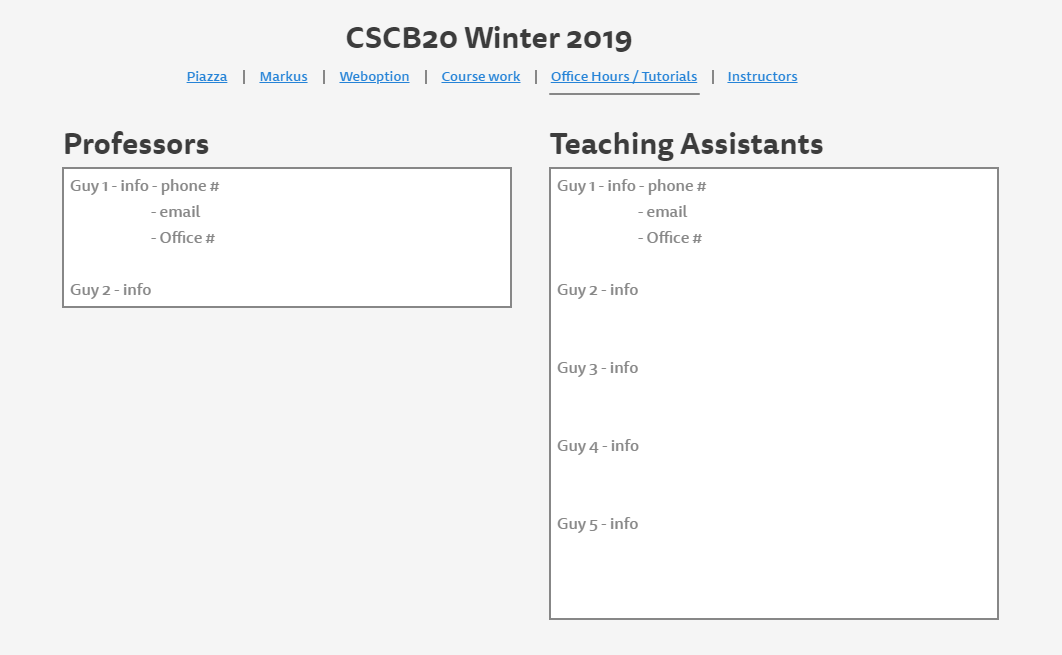 CSCB20 Winter 2019
Piazza | Markus | Weboption | Course work | Office Hours / Tutorials | Instructors
Professors
Guy 1 - info - phone #
- email
- Office #
Guy 2 - info
Teaching Assistants
Guy 1 - info - phone #
- email
- Office #
Guy 2 - info
Guy 3 - info
Guy 4 - info
Guy 5 - info